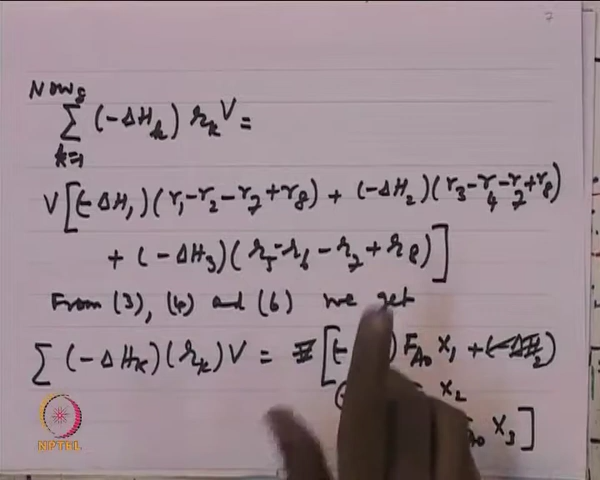 7
Now,
8
∑ (-ΔH_k) r_k V =
k=1
V[(-ΔH_1)(r_1-r_2-r_7+r_8) + (-ΔH_2)(r_3-r_4-r_7+r_8)
+ (-ΔH_3)(r_5-r_6-r_7+r_8)]
From (3), (4) and (6) we get
∑ (-ΔH_k)(r_k)V = [(- ) F_A0 X_1 + (-ΔH_2)
X_2
A0 X_3]
NPTEL